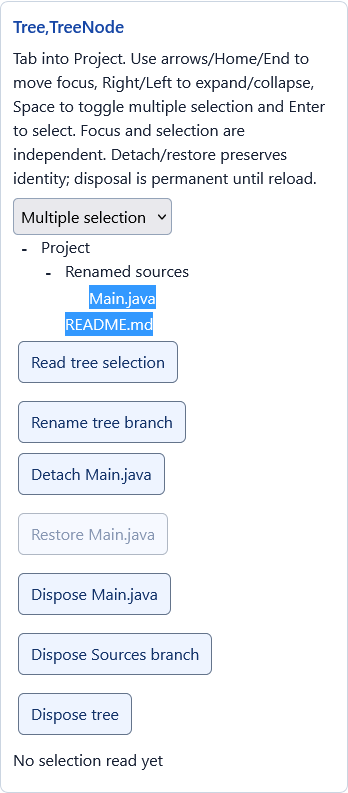 Tree,TreeNode
Tab into Project. Use arrows/Home/End to
move focus, Right/Left to expand/collapse,
Space to toggle multiple selection and Enter
to select. Focus and selection are
independent. Detach/restore preserves
identity; disposal is permanent until reload.
Multiple selection
- Project
- Renamed sources
Main.java
README.md
Read tree selection
Rename tree branch
Detach Main.java
Restore Main.java
Dispose Main.java
Dispose Sources branch
Dispose tree
No selection read yet